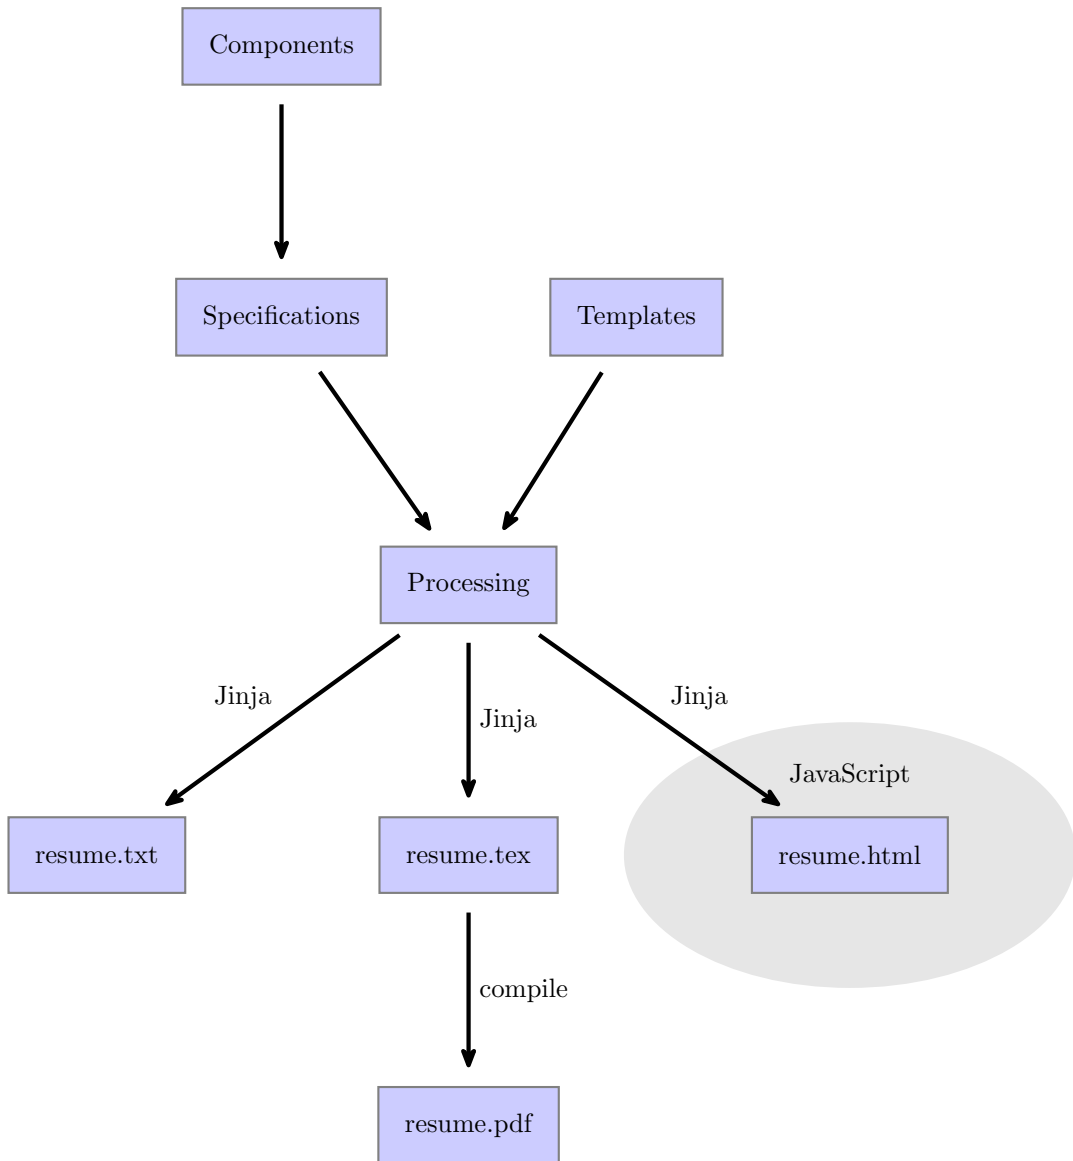 Components
Specifications
Templates
Processing
Jinja
Jinja
Jinja
JavaScript
resume.txt
resume.tex
resume.html
compile
resume.pdf